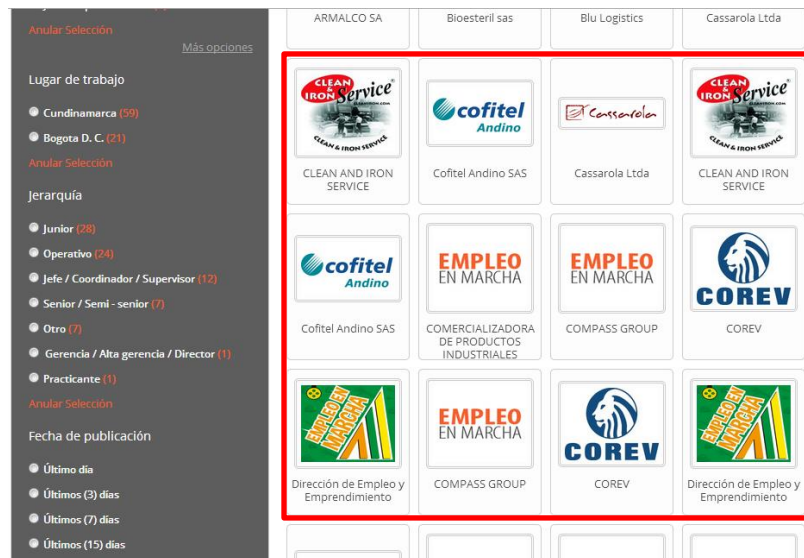 Anular Selección
Más opciones
Lugar de trabajo
Cundinamarca (59)
Bogota D. C. (21)
Anular Selección
Jerarquía
Junior (28)
Operativo (24)
Jefe / Coordinador / Supervisor (12)
Senior / Semi - senior (7)
Otro (7)
Gerencia / Alta gerencia / Director (1)
Practicante (1)
Anular Selección
Fecha de publicación
Último día
Últimos (3) días
Últimos (7) días
Últimos (15) días
ARMALCO SA
Bioesteril sas
Blu Logistics
Cassarola Ltda
CLEAN
&
IRON Service
CLEAN & IRON SERVICE
CLEAN AND IRON
SERVICE
cofitel
Andino
Cofitel Andino SAS
Cassarola
Cassarola Ltda
CLEAN
&
IRON Service
CLEAN & IRON SERVICE
CLEAN AND IRON
SERVICE
cofitel
Andino
Cofitel Andino SAS
EMPLEO
EN MARCHA
COMERCIALIZADORA
DE PRODUCTOS
INDUSTRIALES
EMPLEO
EN MARCHA
COMPASS GROUP
COREV
COREV
EMPLEO EN
MARCHA
Dirección de Empleo y
Emprendimiento
EMPLEO
EN MARCHA
COMPASS GROUP
COREV
COREV
EMPLEO EN
MARCHA
Dirección de Empleo y
Emprendimiento